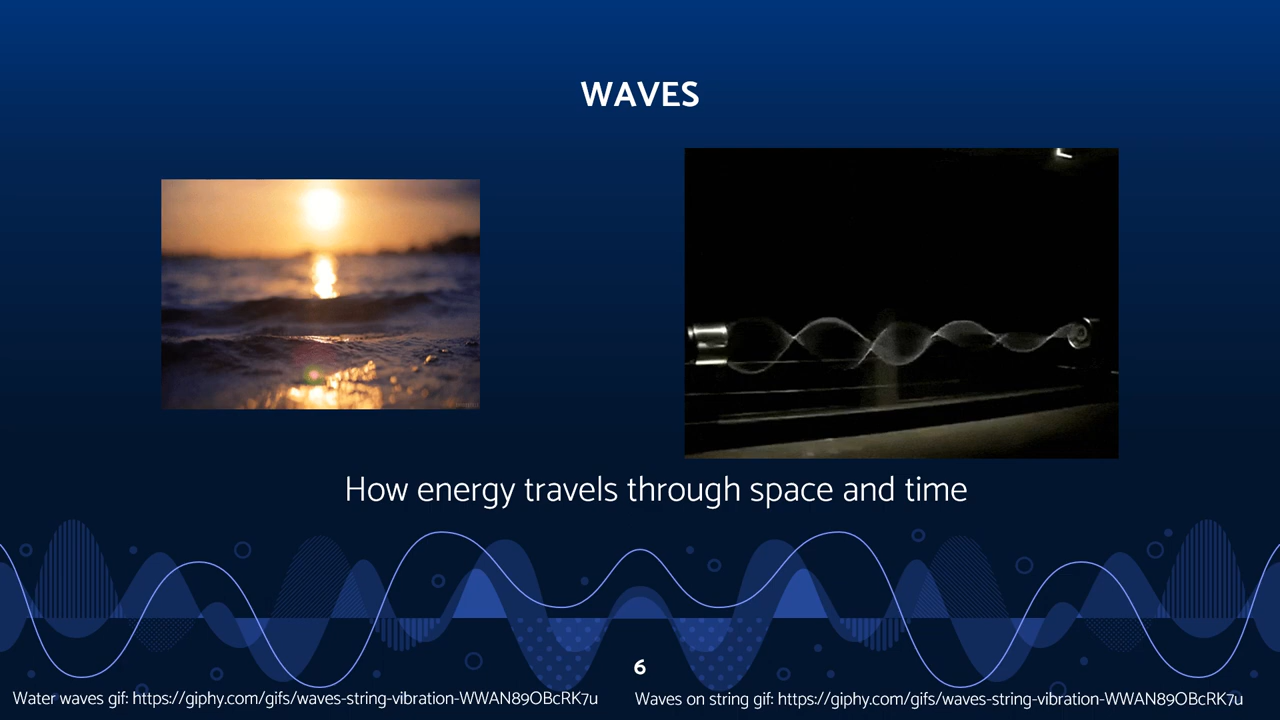 WAVES
How energy travels through space and time
6
Water waves gif: https://giphy.com/gifs/waves-string-vibration-WWAN89OBcRK7u
Waves on string gif: https://giphy.com/gifs/waves-string-vibration-WWAN89OBcRK7u